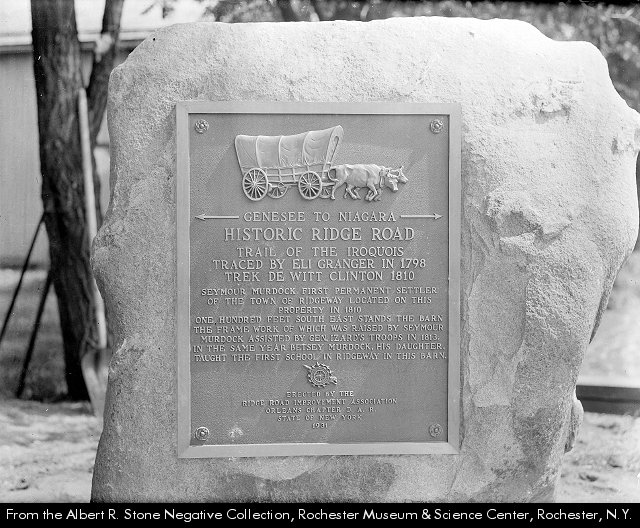 GENESEE TO NIAGARA
HISTORIC RIDGE ROAD
TRAIL OF THE IROQUOIS
TRACED BY ELI GRANGER IN 1798
TREK DE WITT CLINTON 1810
SEYMOUR MURDOCK FIRST PERMANENT SETTLER
OF THE TOWN OF RIDGEWAY LOCATED ON THIS
PROPERTY IN 1810
ONE HUNDRED FEET SOUTH EAST STANDS THE BARN
THE FRAME WORK OF WHICH WAS RAISED BY SEYMOUR
MURDOCK ASSISTED BY GEN. IZARD'S TROOPS IN 1813.
IN THE SAME YEAR BETSEY MURDOCK, HIS DAUGHTER,
TAUGHT THE FIRST SCHOOL IN RIDGEWAY IN THIS BARN.
ERECTED BY THE
RIDGE ROAD IMPROVEMENT ASSOCIATION
ORLEANS CHAPTER D. A. R.
STATE OF NEW YORK
1931
From the Albert R. Stone Negative Collection, Rochester Museum & Science Center, Rochester, N.Y.